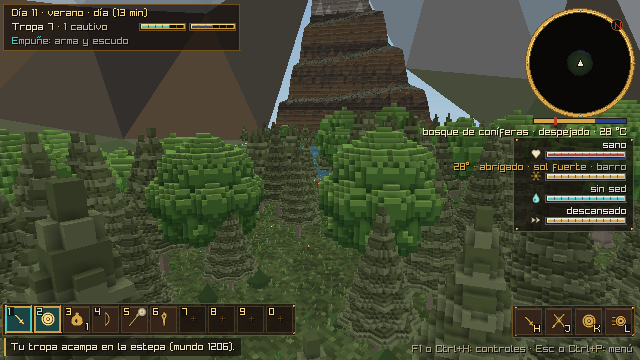 Día 11 · verano · día (13 min)
Tropa 7 · 1 cautivo
Empuñe: arma y escudo
N
bosque de coníferas · despejado · 28 °C
sano
28° · abrigado · sol fuerte · barro
sin sed
descansado
1 2 3 1 4 5 6 7 8 9 0
H J K L
Tu tropa acampa en la estepa (mundo 1206).
F1 o Ctrl+H: controles · Esc o Ctrl+P: menú